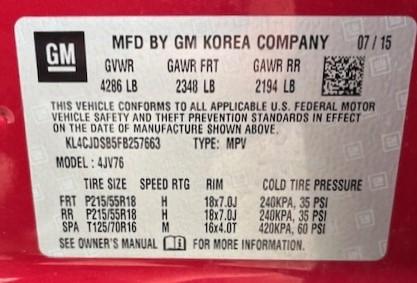 GM
MFD BY GM KOREA COMPANY 07 / 15
GVWR GAWR FRT GAWR RR
4286 LB 2348 LB 2194 LB
THIS VEHICLE CONFORMS TO ALL APPLICABLE U.S. FEDERAL MOTOR
VEHICLE SAFETY AND THEFT PREVENTION STANDARDS IN EFFECT
ON THE DATE OF MANUFACTURE SHOWN ABOVE.
KL4CJDSB5FB257663 TYPE: MPV
MODEL : 4JV76
TIRE SIZE SPEED RTG RIM COLD TIRE PRESSURE
FRT P215/55R18 H 18x7.0J 240KPA, 35 PSI
RR P215/55R18 H 18x7.0J 240KPA, 35 PSI
SPA T125/70R16 M 16x4.0T 420KPA, 60 PSI
SEE OWNER'S MANUAL FOR MORE INFORMATION.